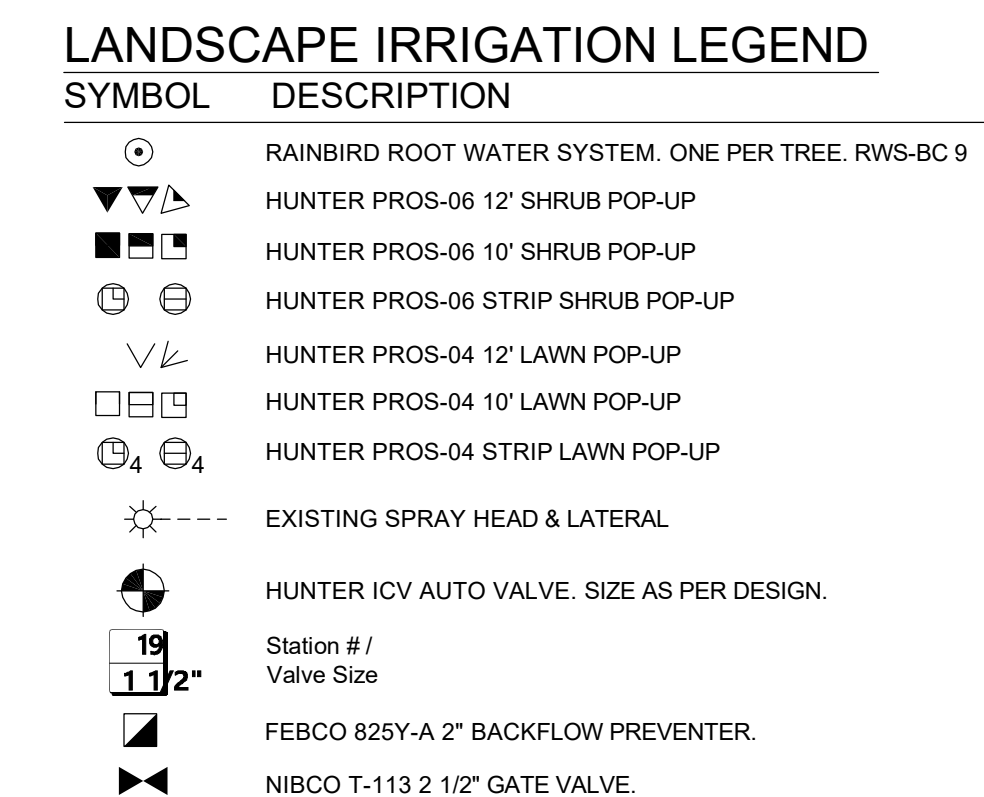 LANDSCAPE IRRIGATION LEGEND
SYMBOL DESCRIPTION
RAINBIRD ROOT WATER SYSTEM. ONE PER TREE. RWS-BC 9
HUNTER PROS-06 12' SHRUB POP-UP
HUNTER PROS-06 10' SHRUB POP-UP
HUNTER PROS-06 STRIP SHRUB POP-UP
HUNTER PROS-04 12' LAWN POP-UP
HUNTER PROS-04 10' LAWN POP-UP
4 4 HUNTER PROS-04 STRIP LAWN POP-UP
EXISTING SPRAY HEAD & LATERAL
HUNTER ICV AUTO VALVE. SIZE AS PER DESIGN.
19 Station # /
1 1/2" Valve Size
FEBCO 825Y-A 2" BACKFLOW PREVENTER.
NIBCO T-113 2 1/2" GATE VALVE.